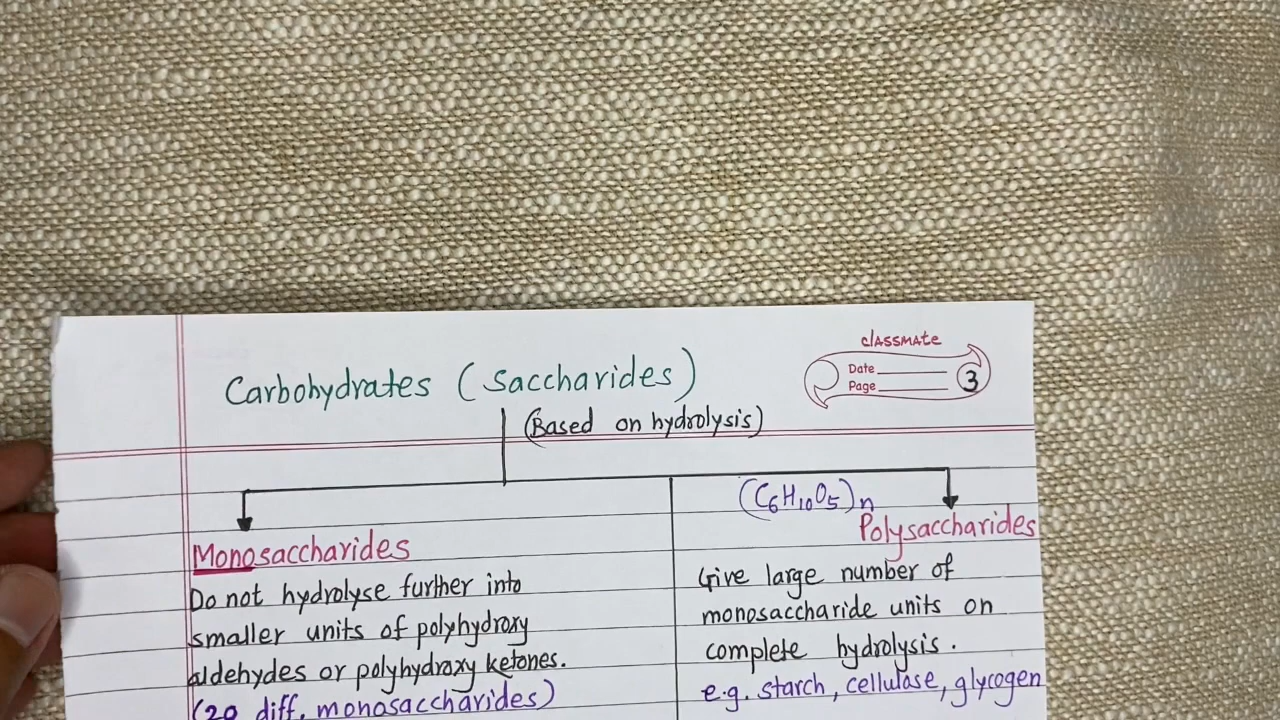 Carbohydrates (Saccharides)
classmate
Date
Page 3
(Based on hydrolysis)
Monosaccharides
Do not hydrolyse further into
smaller units of polyhydroxy
aldehydes or polyhydroxy ketones.
(20 diff. monosaccharides)
(C6H10O5)n
Polysaccharides
Give large number of
monosaccharide units on
complete hydrolysis.
e.g. starch, cellulose, glycogen